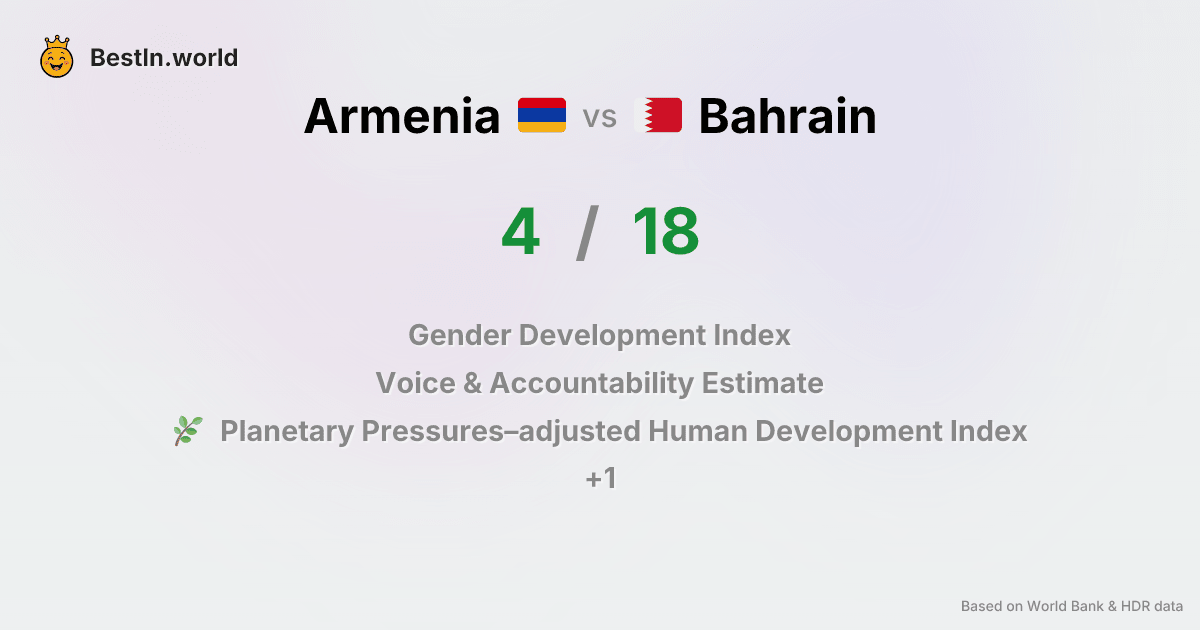 BestIn.world
Armenia vs Bahrain
4 / 18
Gender Development Index
Voice & Accountability Estimate
Planetary Pressures–adjusted Human Development Index
+1
Based on World Bank & HDR data